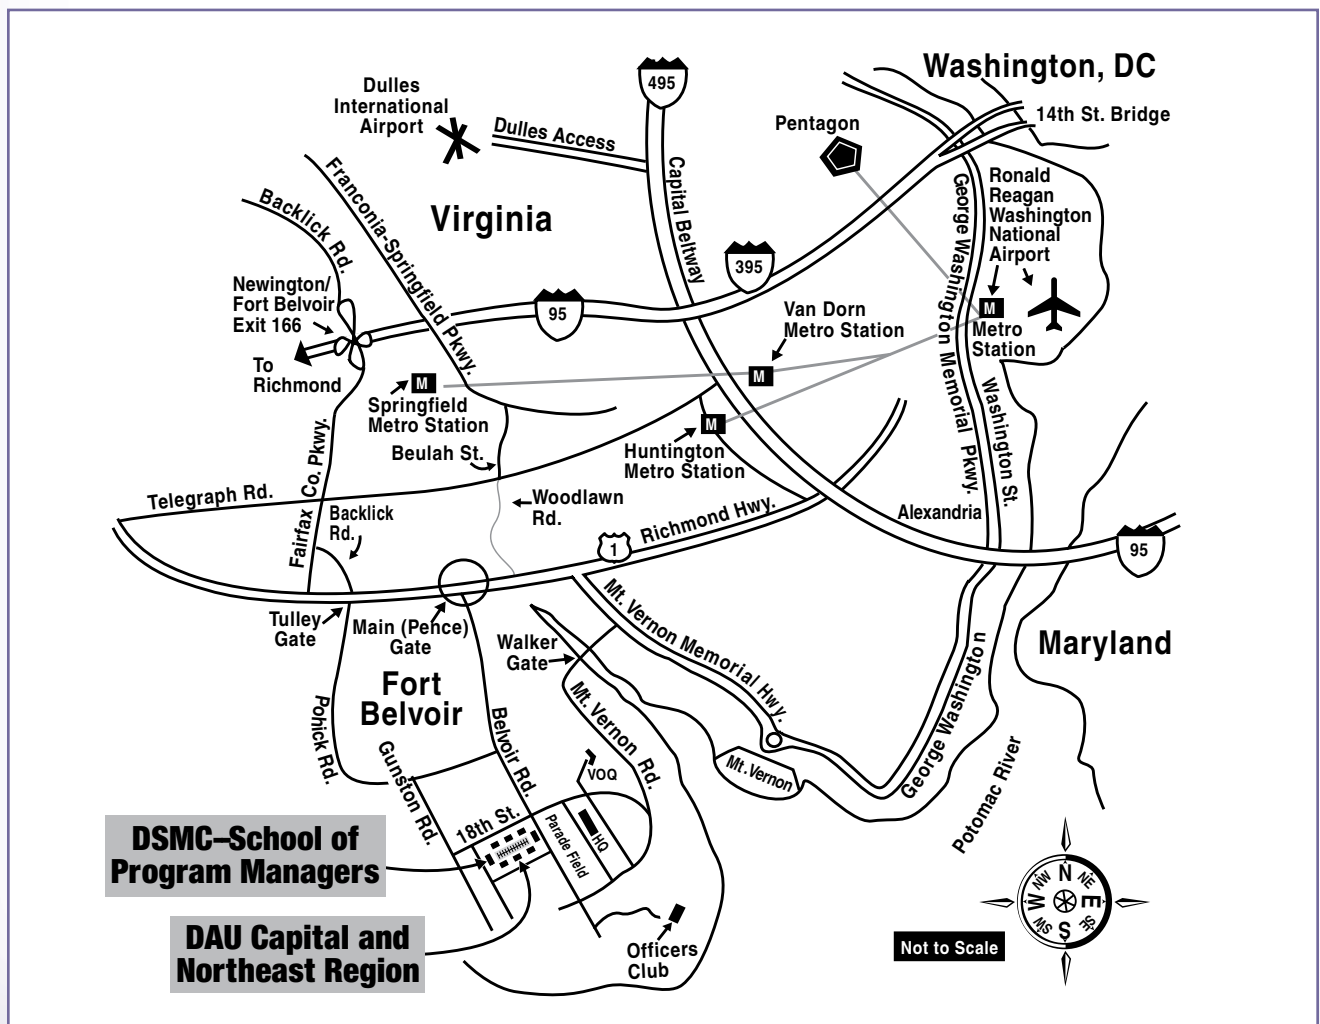 Washington, DC
14th St. Bridge
495
Dulles
International
Airport
Dulles Access
Pentagon
Franconia-Springfield Pkwy.
Backlick Rd.
Virginia
Capital Beltway
George Washington Memorial Pkwy.
Ronald
Reagan
Washington
National
Airport
395
95
Newington/
Fort Belvoir
Exit 166
To
Richmond
Van Dorn
Metro Station
M
Metro
Station
M
M
Springfield
Metro Station
M
Huntington
Metro Station
Beulah St.
Washington St.
Fairfax Co. Pkwy.
Telegraph Rd.
Backlick
Rd.
Woodlawn
Rd.
Richmond Hwy.
1
Alexandria
95
Tulley
Gate
Main (Pence)
Gate
Walker
Gate
Mt. Vernon Memorial Hwy.
Maryland
Fort
Belvoir
Pohick Rd.
Gunston Rd.
Belvoir Rd.
Mt. Vernon Rd.
VOQ
Mt. Vernon
George Washington
Potomac River
18th St.
Parade Field
HQ
DSMC–School of
Program Managers
DAU Capital and
Northeast Region
Officers
Club
Not to Scale
N
NE
E
SE
S
SW
W
NW